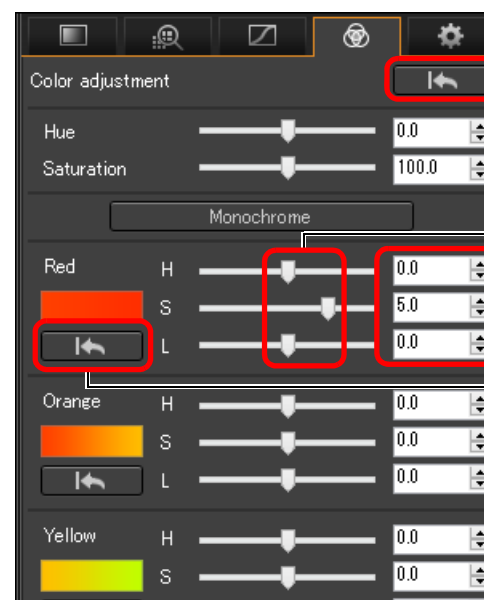 Color adjustment
Hue 0.0
Saturation 100.0
Monochrome
Red H 0.0
S 5.0
L 0.0
Orange H 0.0
S 0.0
L 0.0
Yellow H 0.0
S 0.0